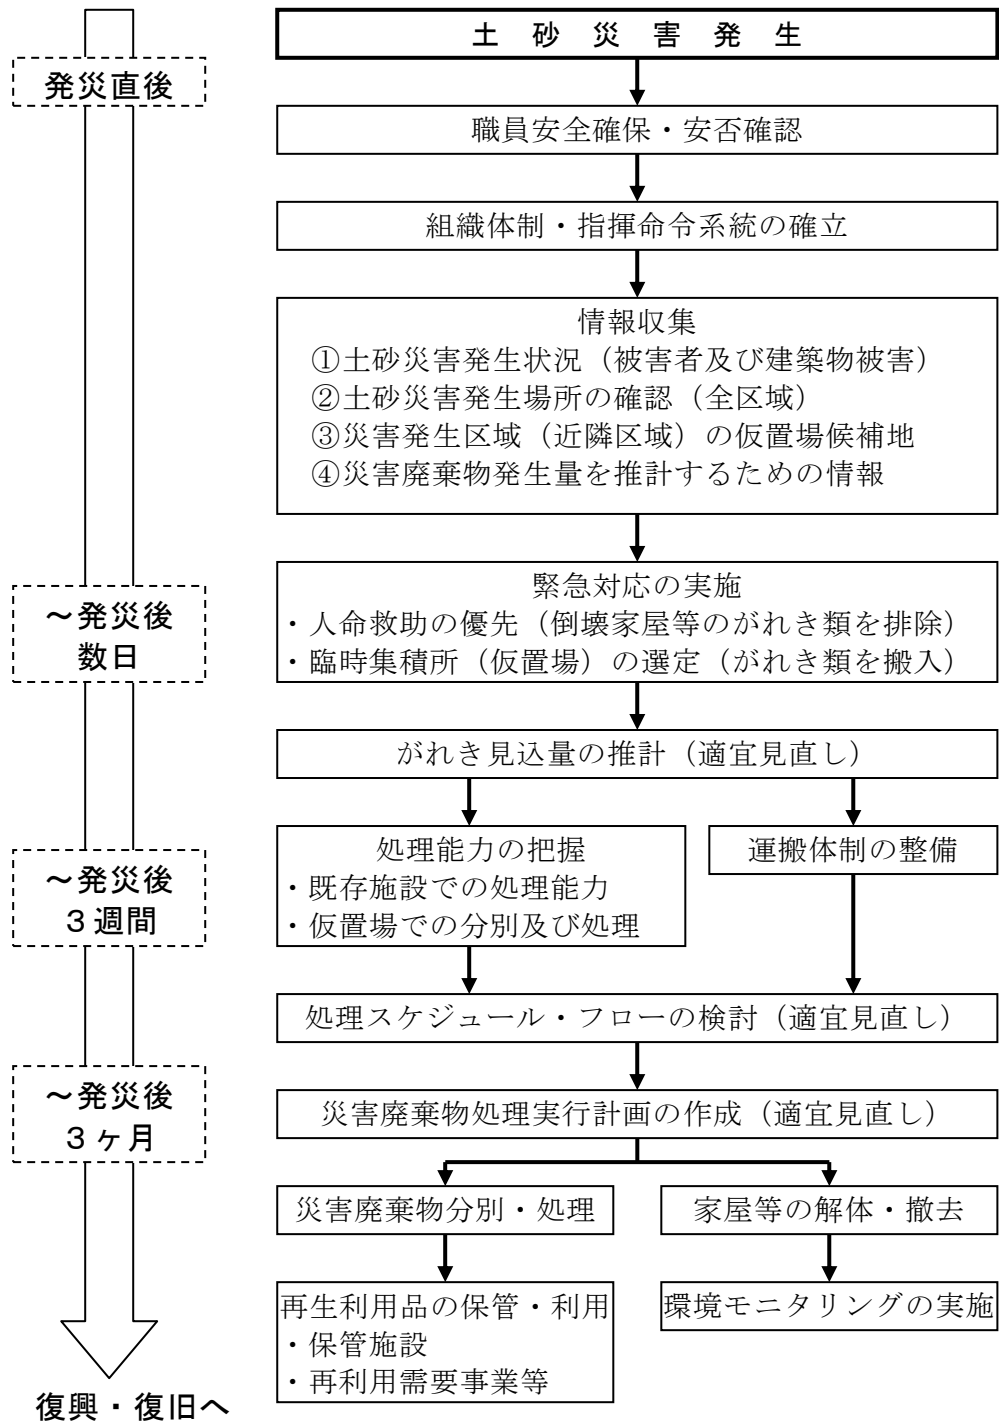 土 砂 災 害 発 生
発災直後
職員安全確保・安否確認
組織体制・指揮命令系統の確立
情報収集
①土砂災害発生状況（被害者及び建築物被害）
②土砂災害発生場所の確認（全区域）
③災害発生区域（近隣区域）の仮置場候補地
④災害廃棄物発生量を推計するための情報
～発災後
数日
緊急対応の実施
・人命救助の優先（倒壊家屋等のがれき類を排除）
・臨時集積所（仮置場）の選定（がれき類を搬入）
がれき見込量の推計（適宜見直し）
～発災後
３週間
処理能力の把握
・既存施設での処理能力
・仮置場での分別及び処理
運搬体制の整備
処理スケジュール・フローの検討（適宜見直し）
～発災後
３ヶ月
災害廃棄物処理実行計画の作成（適宜見直し）
災害廃棄物分別・処理
家屋等の解体・撤去
再生利用品の保管・利用
・保管施設
・再利用需要事業等
環境モニタリングの実施
復興・復旧へ